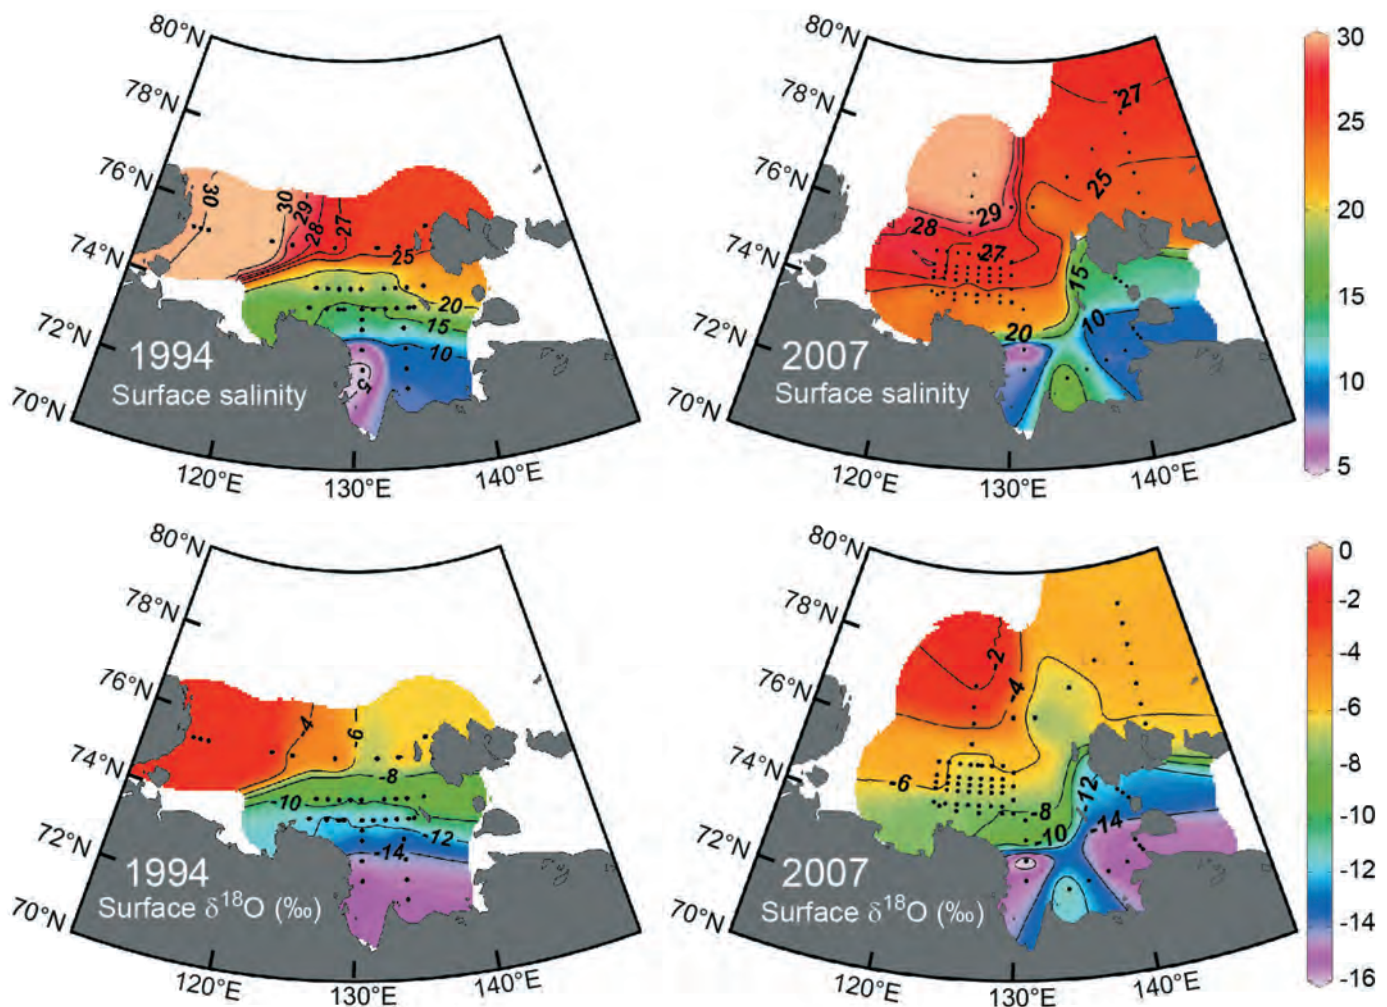 80°N
78°N
76°N
74°N
72°N
70°N
120°E
130°E
140°E
30
30
29
28
27
25
20
15
10
5
1994
Surface salinity
80°N
78°N
76°N
74°N
72°N
70°N
120°E
130°E
140°E
27
25
29
28
27
15
10
20
2007
Surface salinity
30
25
20
15
10
5
80°N
78°N
76°N
74°N
72°N
70°N
120°E
130°E
140°E
-4
-6
-8
-10
-12
-14
1994
Surface δ¹⁸O (‰)
80°N
78°N
76°N
74°N
72°N
70°N
120°E
130°E
140°E
-2
-4
-6
-8
-10
-12
-14
2007
Surface δ¹⁸O (‰)
0
-2
-4
-6
-8
-10
-12
-14
-16